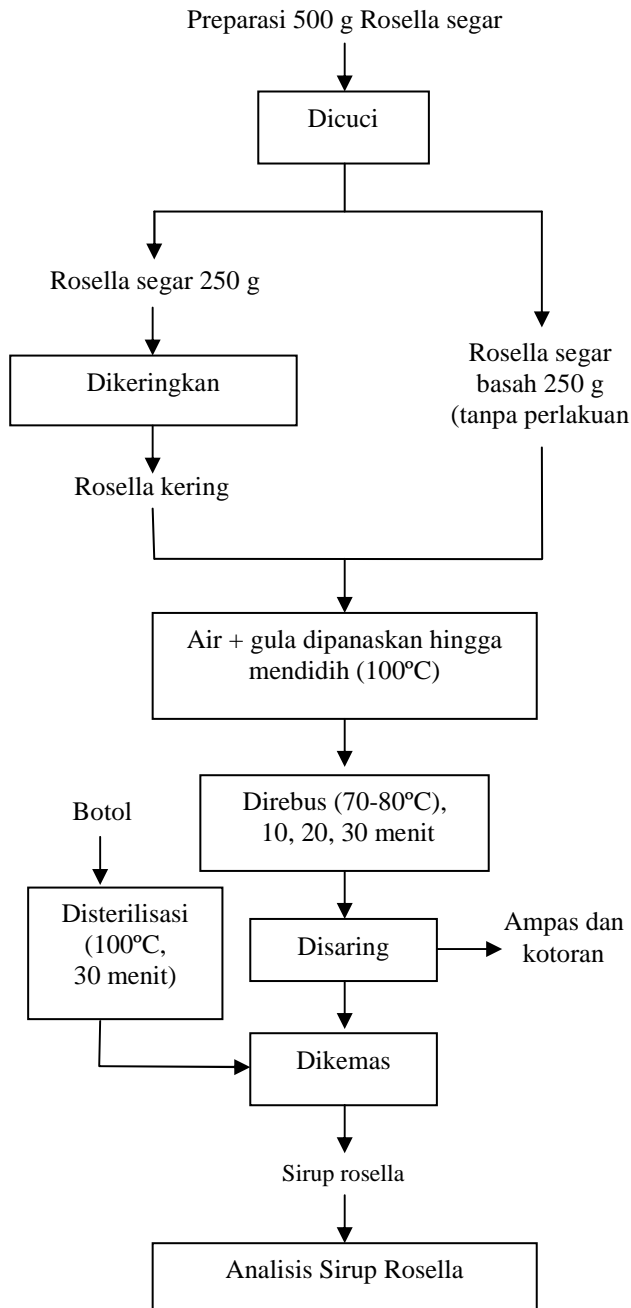 Preparasi 500 g Rosella segar
Dicuci
Rosella segar 250 g
Dikeringkan
Rosella kering
Rosella segar
basah 250 g
(tanpa perlakuan
Air + gula dipanaskan hingga
mendidih (100ºC)
Direbus (70-80ºC),
10, 20, 30 menit
Botol
Disterilisasi
(100ºC,
30 menit)
Disaring
Ampas dan
kotoran
Dikemas
Sirup rosella
Analisis Sirup Rosella